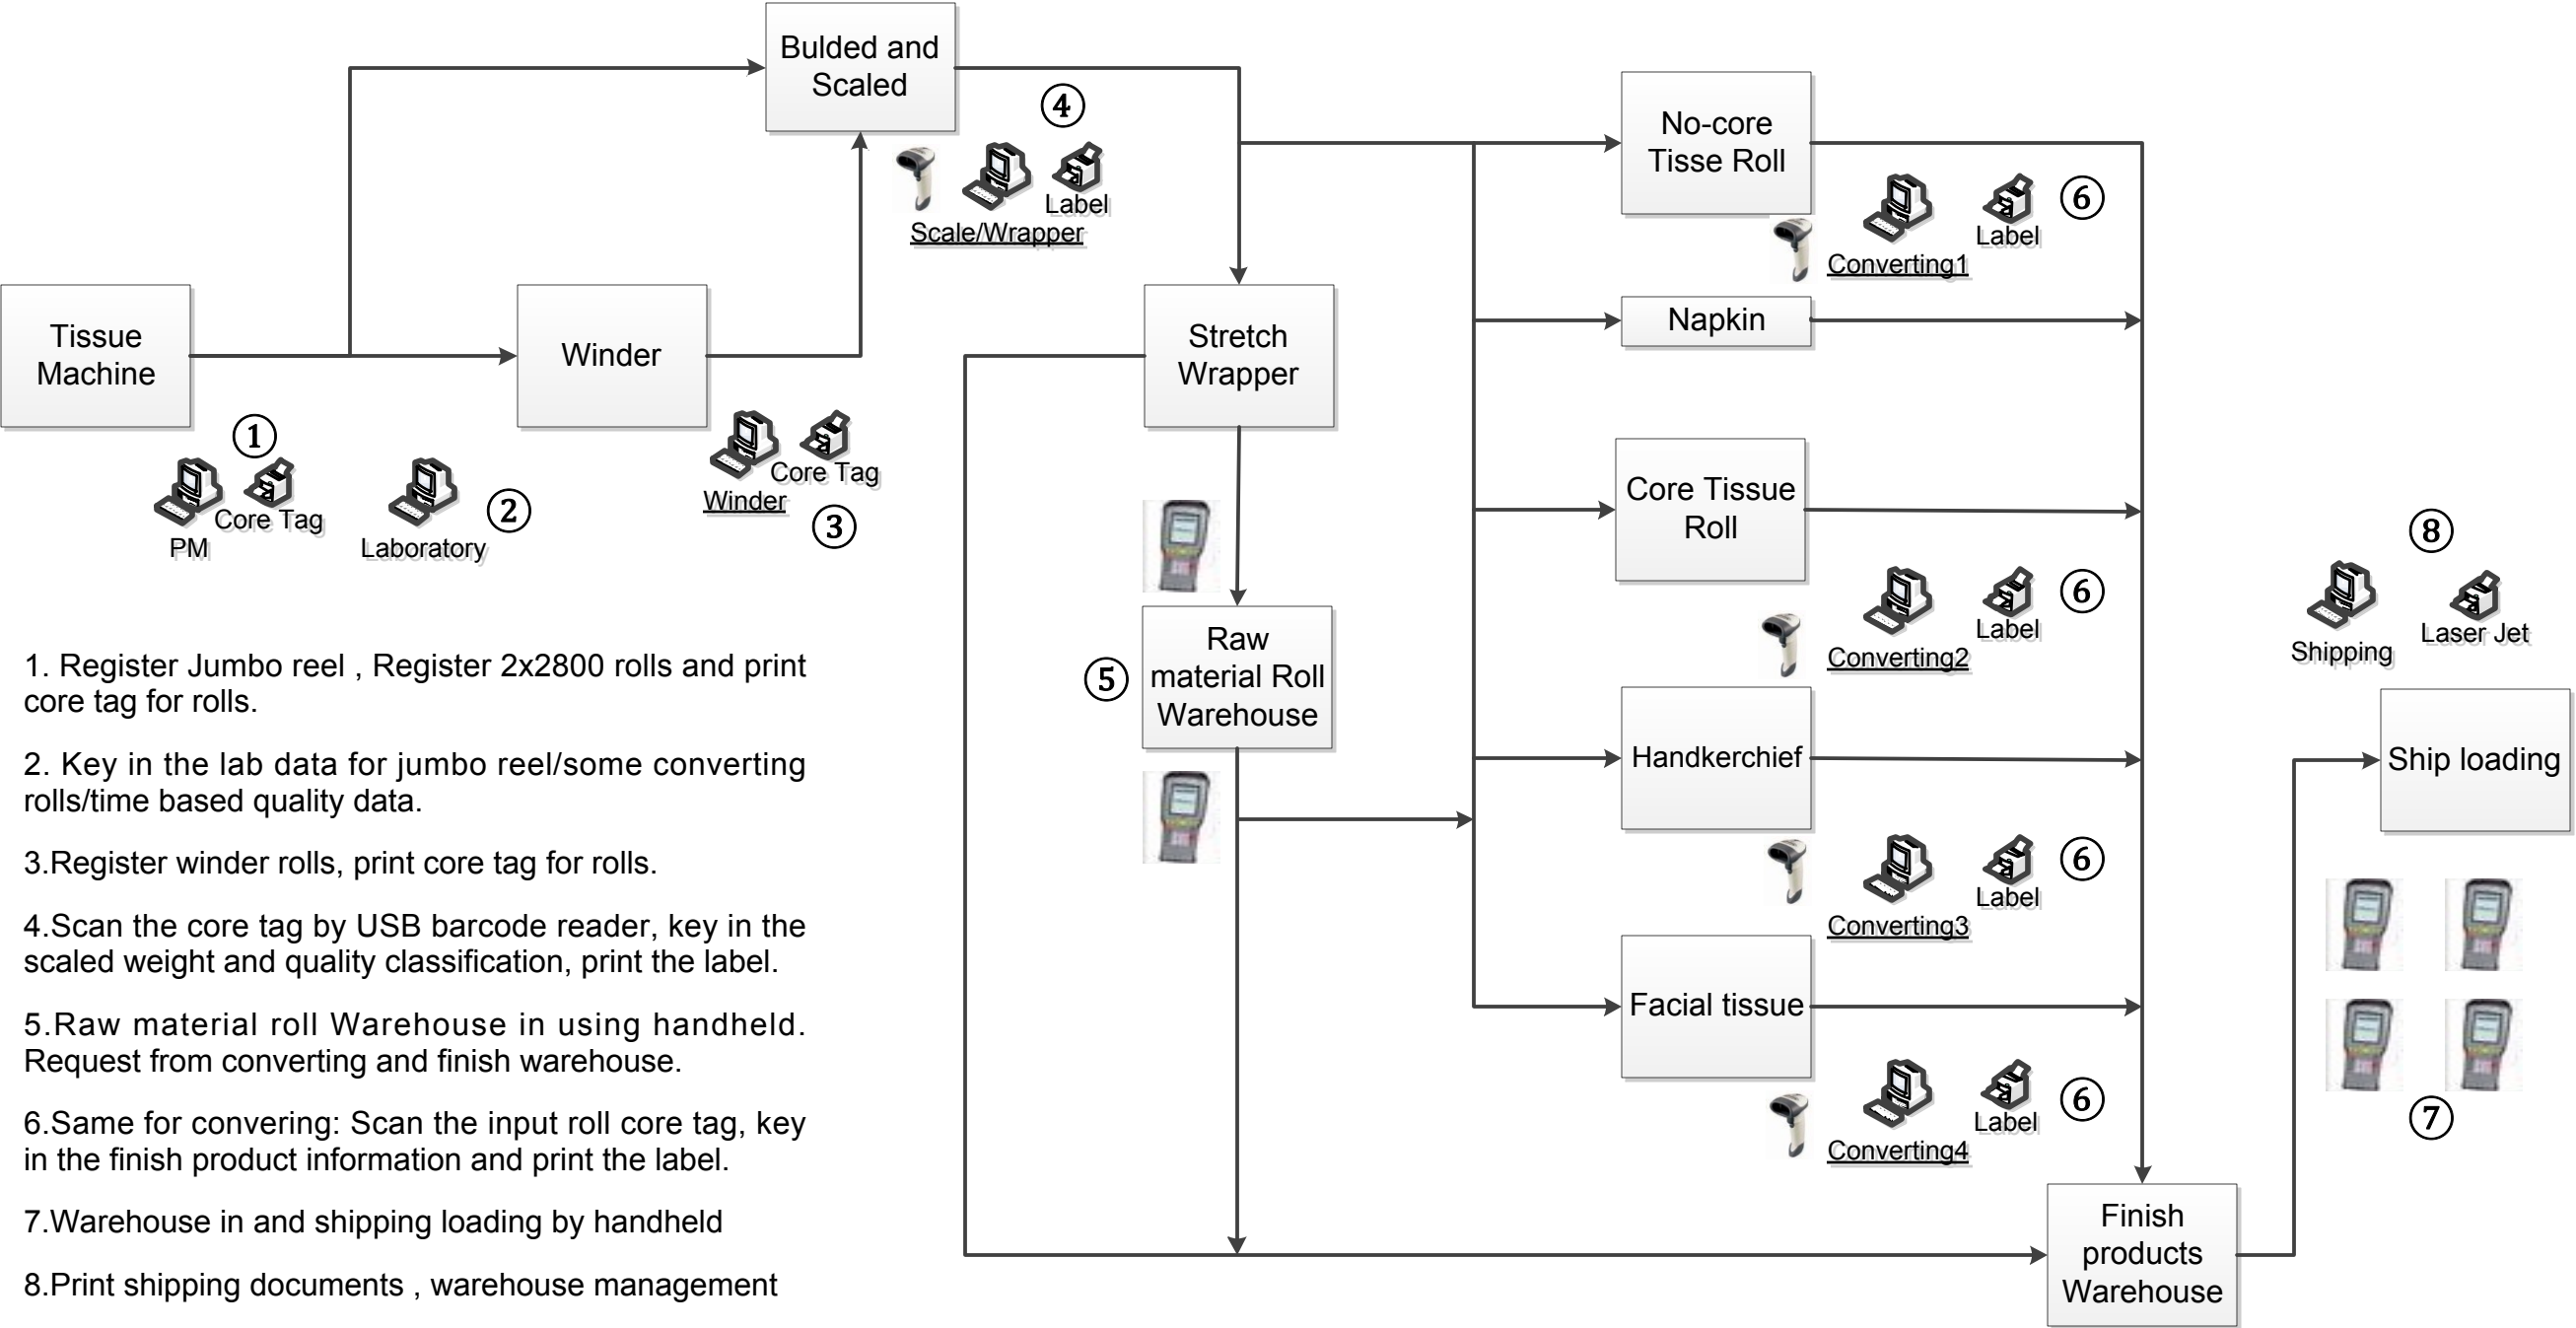 Bulded and
Scaled
④
Label
Scale/Wrapper
No-core
Tisse Roll
⑥
Label
Converting1
Tissue
Machine
Winder
Stretch
Wrapper
Napkin
①
Core Tag
PM
②
Laboratory
Core Tag
Winder
③
Core Tissue
Roll
⑥
Label
Converting2
⑧
Shipping
Laser Jet
Raw
material Roll
Warehouse
⑤
Handkerchief
⑥
Label
Converting3
Ship loading
Facial tissue
⑥
Label
Converting4
⑦
Finish
products
Warehouse
1. Register Jumbo reel , Register 2x2800 rolls and print
core tag for rolls.
2. Key in the lab data for jumbo reel/some converting
rolls/time based quality data.
3.Register winder rolls, print core tag for rolls.
4.Scan the core tag by USB barcode reader, key in the
scaled weight and quality classification, print the label.
5.Raw material roll Warehouse in using handheld.
Request from converting and finish warehouse.
6.Same for convering: Scan the input roll core tag, key
in the finish product information and print the label.
7.Warehouse in and shipping loading by handheld
8.Print shipping documents , warehouse management